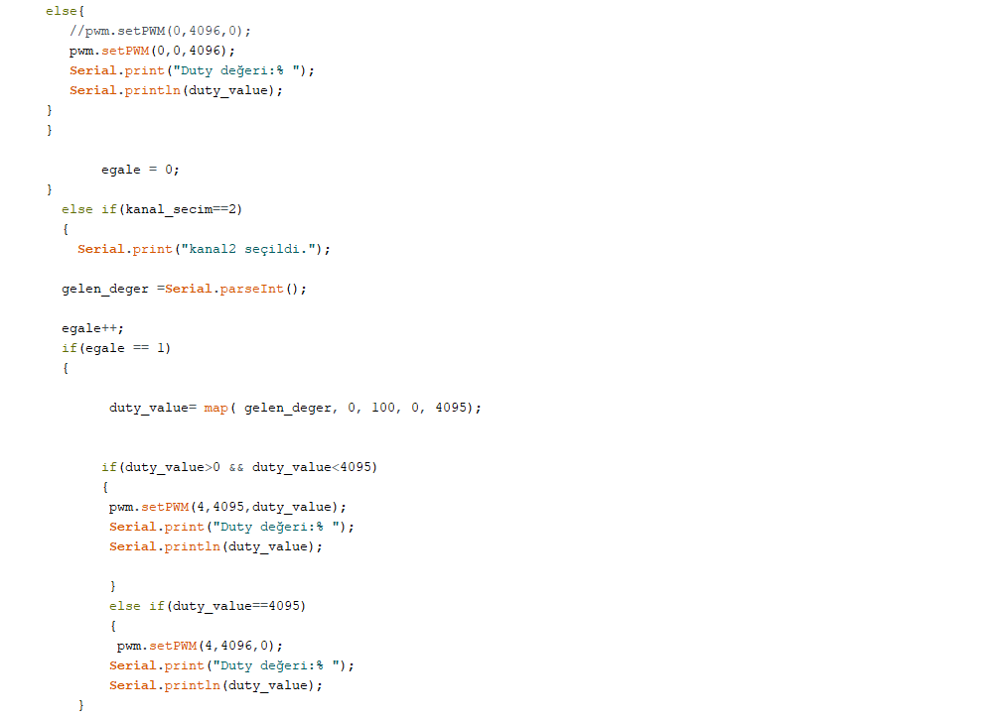 else{
//pwm.setPWM(0,4096,0);
pwm.setPWM(0,0,4096);
Serial.print("Duty değeri:% ");
Serial.println(duty_value);
}
}
egale = 0;
}
else if(kanal_secim==2)
{
Serial.print("kanal2 seçildi.");
gelen_deger =Serial.parseInt();
egale++;
if(egale == 1)
{
duty_value= map( gelen_deger, 0, 100, 0, 4095);
if(duty_value>0 && duty_value<4095)
{
pwm.setPWM(4,4095,duty_value);
Serial.print("Duty değeri:% ");
Serial.println(duty_value);
}
else if(duty_value==4095)
{
pwm.setPWM(4,4096,0);
Serial.print("Duty değeri:% ");
Serial.println(duty_value);
}